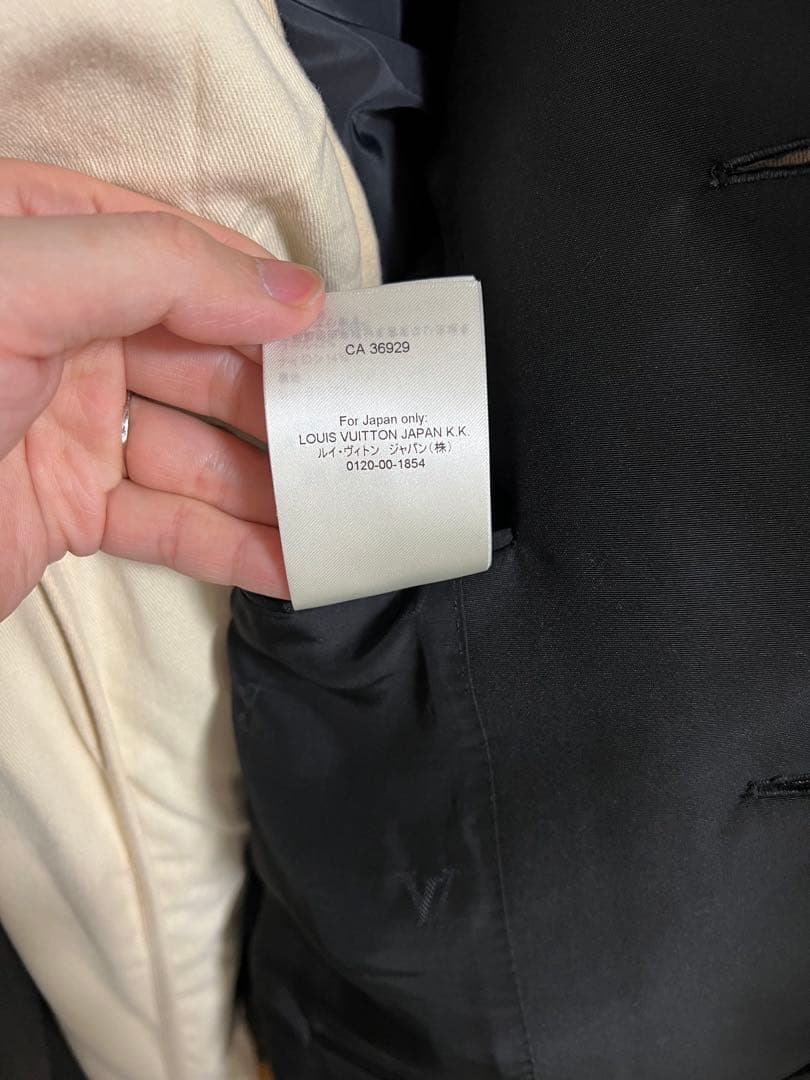 CA 36929
For Japan only:
LOUIS VUITTON JAPAN K.K.
ルイ・ヴィトン ジャパン(株)
0120-00-1854